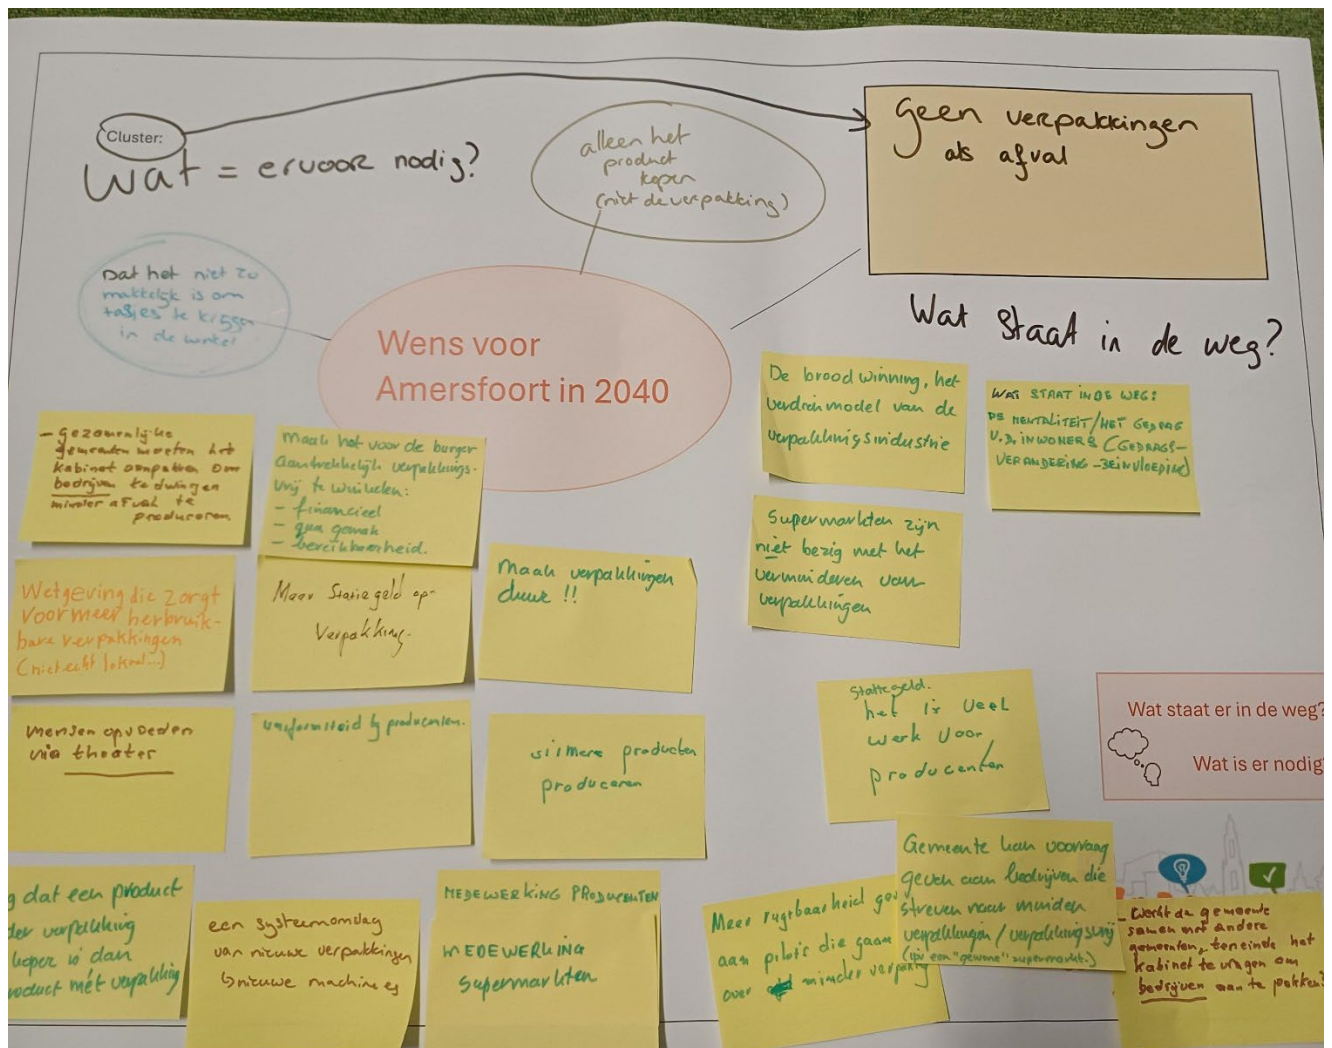 Cluster:
Wat = ervoor nodig?
alleen het
product
kopen
(niet de verpakking)
Geen verpakkingen
als afval
Dat het niet zo
makkelijk is om
tasjes te krijgen
in de winkel
Wens voor
Amersfoort in 2040
Wat staat in de weg?
- gezamenlijke
gemeenten moeten het
kabinet aanpakken om
bedrijven te dwingen
minder afval te
produceren
Maak het voor de burger
aantrekkelijk verpakkings-
vrij te winkelen:
- financieel
- qua gemak
- bereikbaarheid.
De broodwinning, het
verdienmodel van de
verpakkingsindustrie
WAT STAAT IN DE WEG:
DE MENTALITEIT/HET GEDRAG
V.D. INWONERS (GEDRAGS-
VERANDERING - BEINVLOEDING)
Wetgeving die zorgt
voor meer herbruik-
bare verpakkingen
(niet echt lokaal...)
Meer Statiegeld op
Verpakking.
Maak verpakkingen
duur !!
Supermarkten zijn
niet bezig met het
verminderen van
verpakkingen
mensen opvoeden
via theater
uniformiteid bij producenten.
slimere producten
produceren
Statiegeld.
het is veel
werk voor
producenten
Wat staat er in de weg?
Wat is er nodig
g dat een product
der verpakking
koper is dan
roduct mét verpakking
een systeemomslag
van nieuwe verpakkingen
nieuwe machines
MEDEWERKING PRODUCENTEN
MEDEWERKING
Supermarkten
Meer rugtbaarheid
aan pilots die gaan
over minder
Gemeente kan voorrang
geven aan bedrijven die
streven naar minder
verpakkingen / verpakkingsvrij
(ipv een "gewone" supermarkt.)
- Werkt de gemeente
samen met andere
gemeenten, teneinde het
kabinet te vragen om
bedrijven aan te pakken?